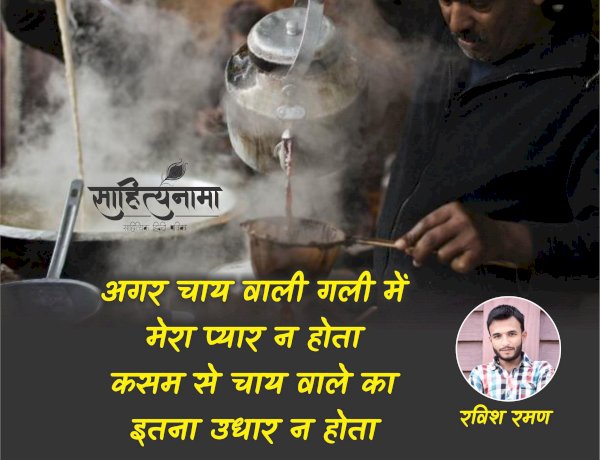 साहित्यनामा
अगर चाय वाली गली में
मेरा प्यार न होता
कसम से चाय वाले का
इतना उधार न होता
रविश रमण